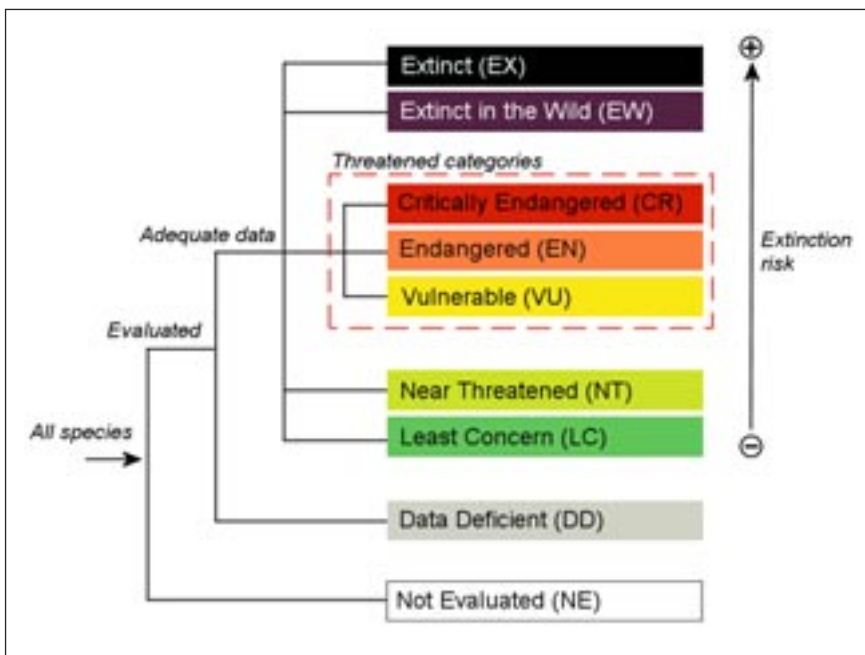 Extinct (EX)
Extinct in the Wild (EW)
Threatened categories
Critically Endangered (CR)
Adequate data
Endangered (EN)
Extinction
risk
Vulnerable (VU)
Evaluated
Near Threatened (NT)
All species
Least Concern (LC)
Data Deficient (DD)
Not Evaluated (NE)